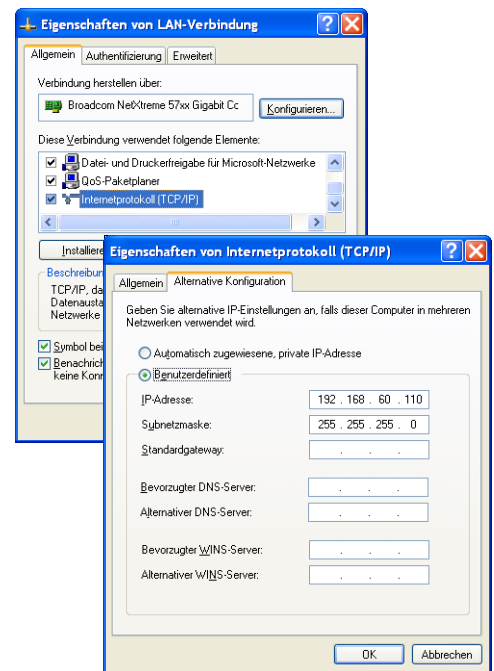 Eigenschaften von LAN-Verbindung
Allgemein Authentifizierung Erweitert
Verbindung herstellen über:
Broadcom NetXtreme 57xx Gigabit Cc
Konfigurieren...
Diese Verbindung verwendet folgende Elemente:
Datei- und Druckerfreigabe für Microsoft-Netzwerke
QoS-Paketplaner
Internetprotokoll (TCP/IP)
Installiere
Beschreibun
TCP/IP, da
Datenausta
Netzwerke
Symbol bei
Benachrich
keine Konn
Eigenschaften von Internetprotokoll (TCP/IP)
Allgemein Alternative Konfiguration
Geben Sie alternative IP-Einstellungen an, falls dieser Computer in mehreren
Netzwerken verwendet wird.
Automatisch zugewiesene, private IP-Adresse
Benutzerdefiniert
IP-Adresse: 192 . 168 . 60 . 110
Subnetzmaske: 255 . 255 . 255 . 0
Standardgateway: . . .
Bevorzugter DNS-Server: . . .
Alternativer DNS-Server: . . .
Bevorzugter WINS-Server: . . .
Alternativer WINS-Server: . . .
OK Abbrechen